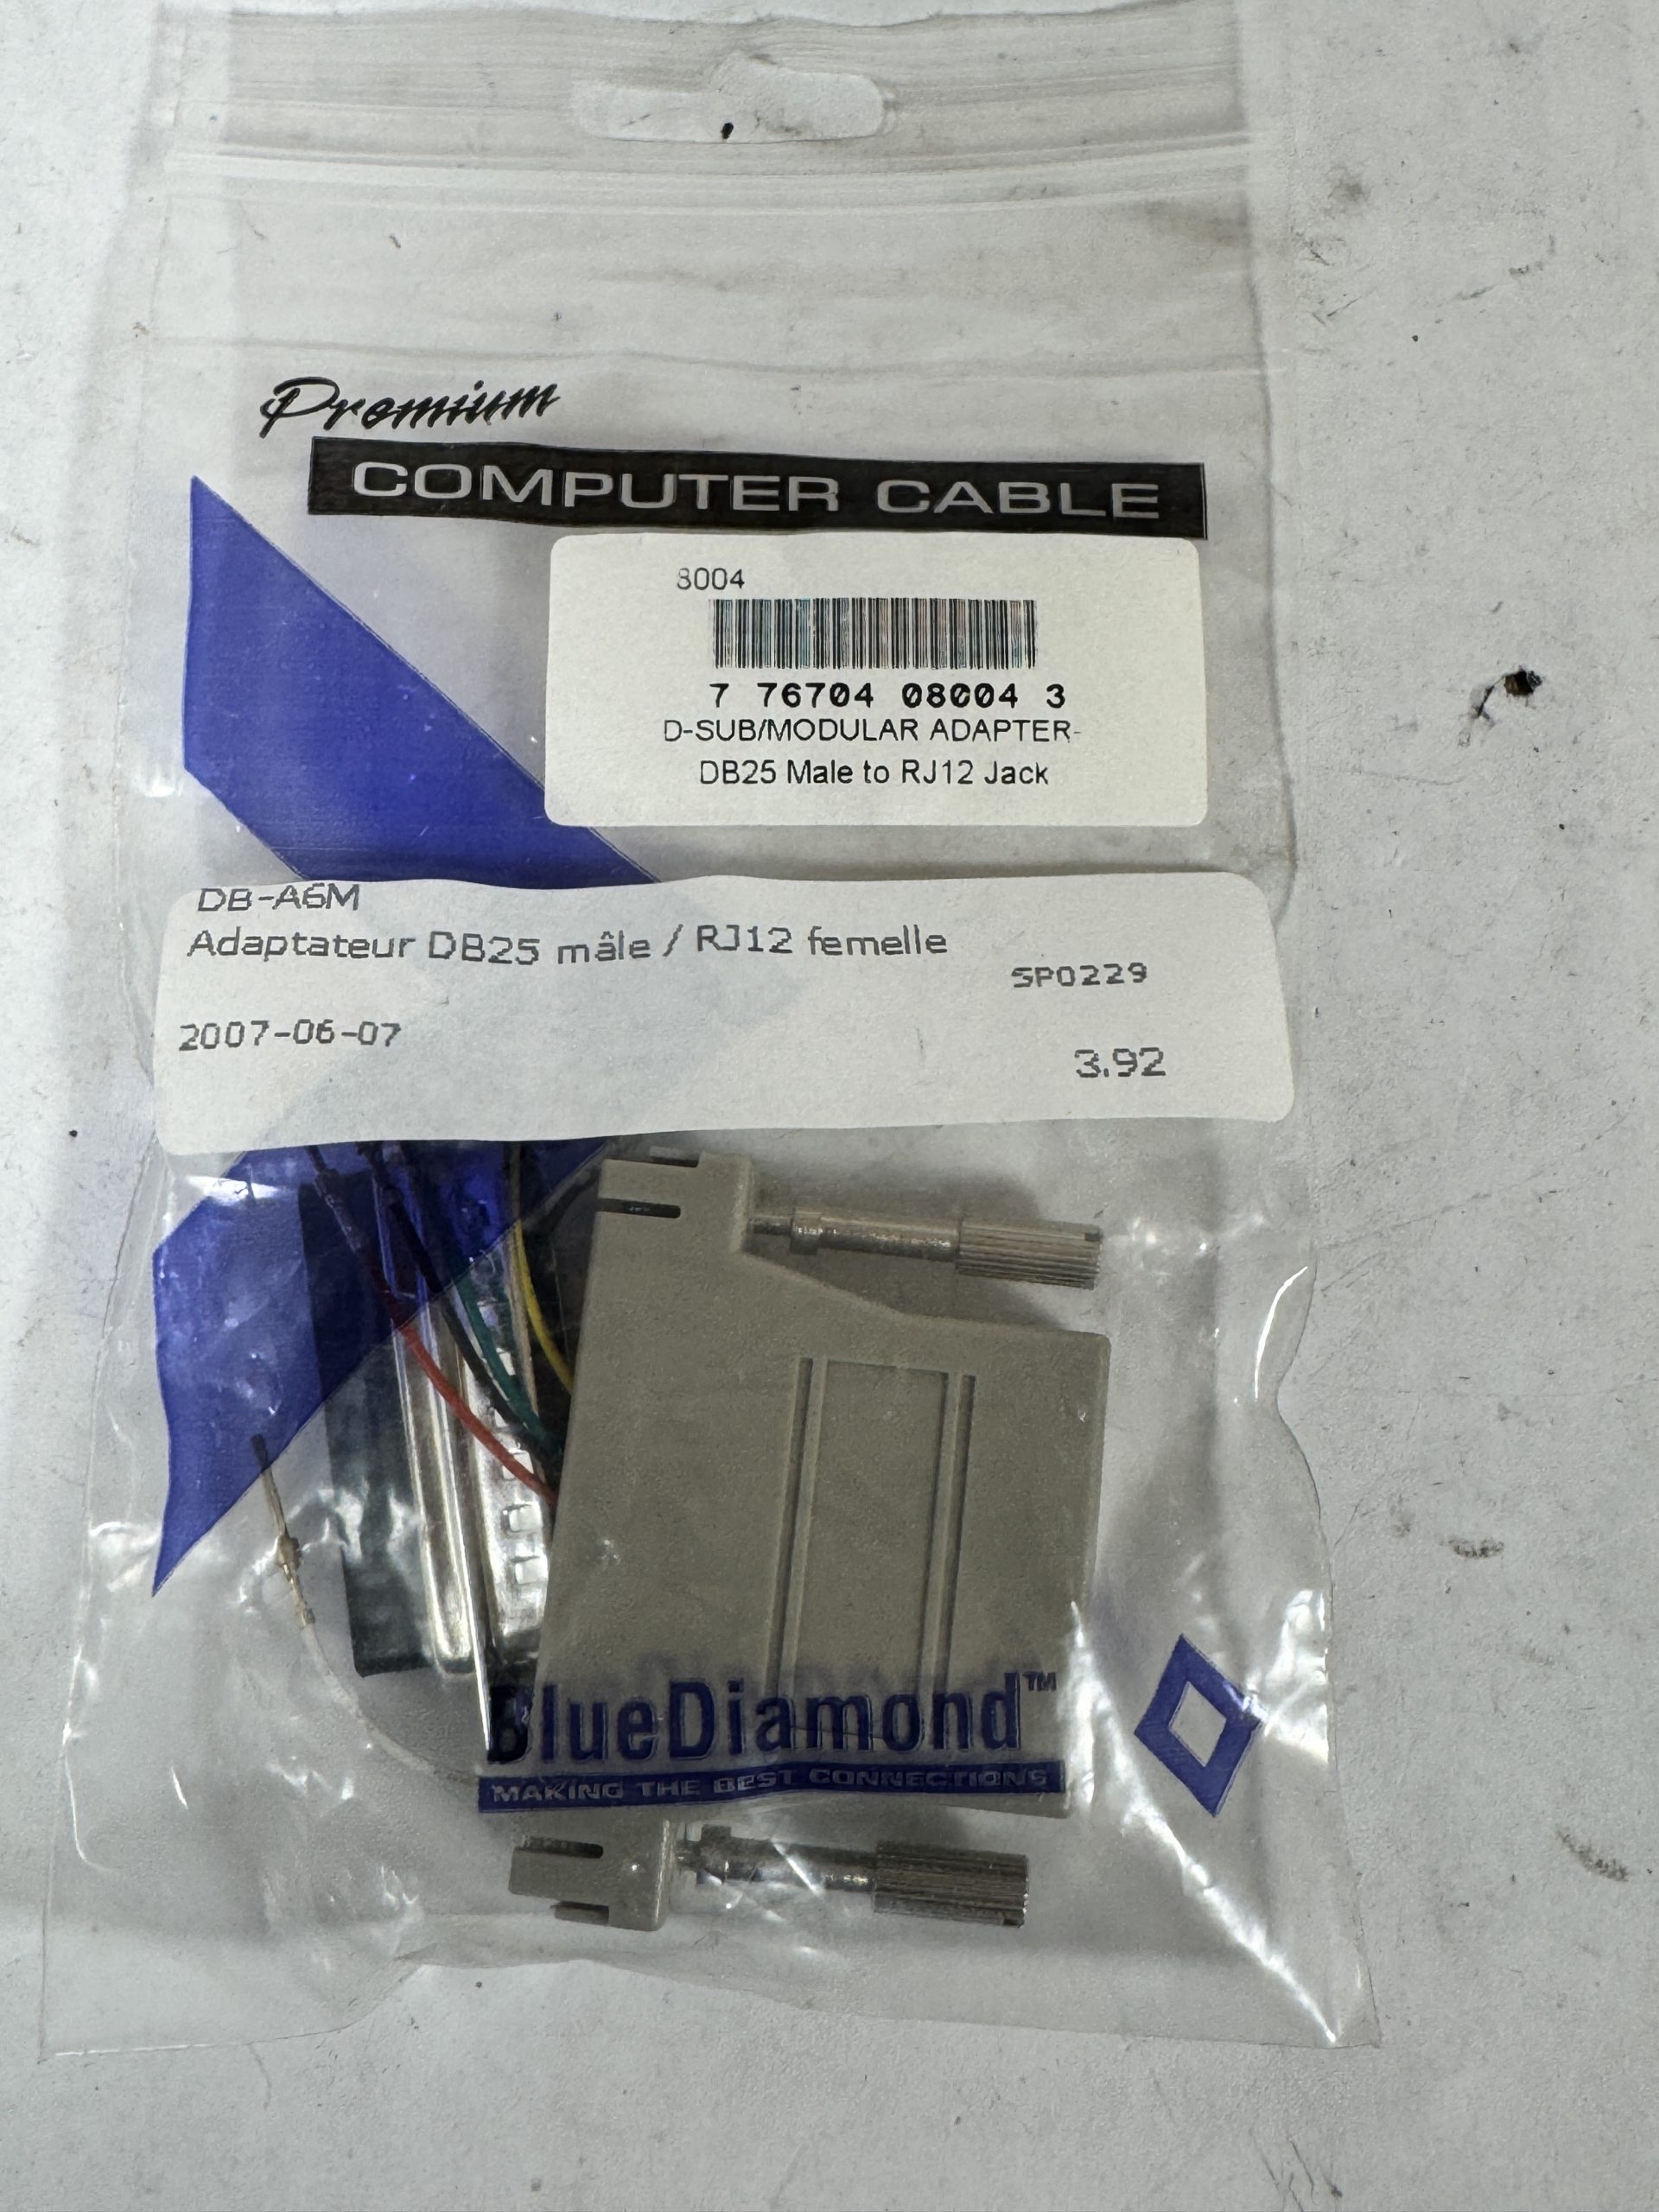 Premium
COMPUTER CABLE
8004
7 76704 08004 3
D-SUB/MODULAR ADAPTER-
DB25 Male to RJ12 Jack
DB-A6M
Adaptateur DB25 mâle / RJ12 femelle
SP0229
2007-06-07
3.92
BlueDiamond™
MAKING THE BEST CONNECTIONS